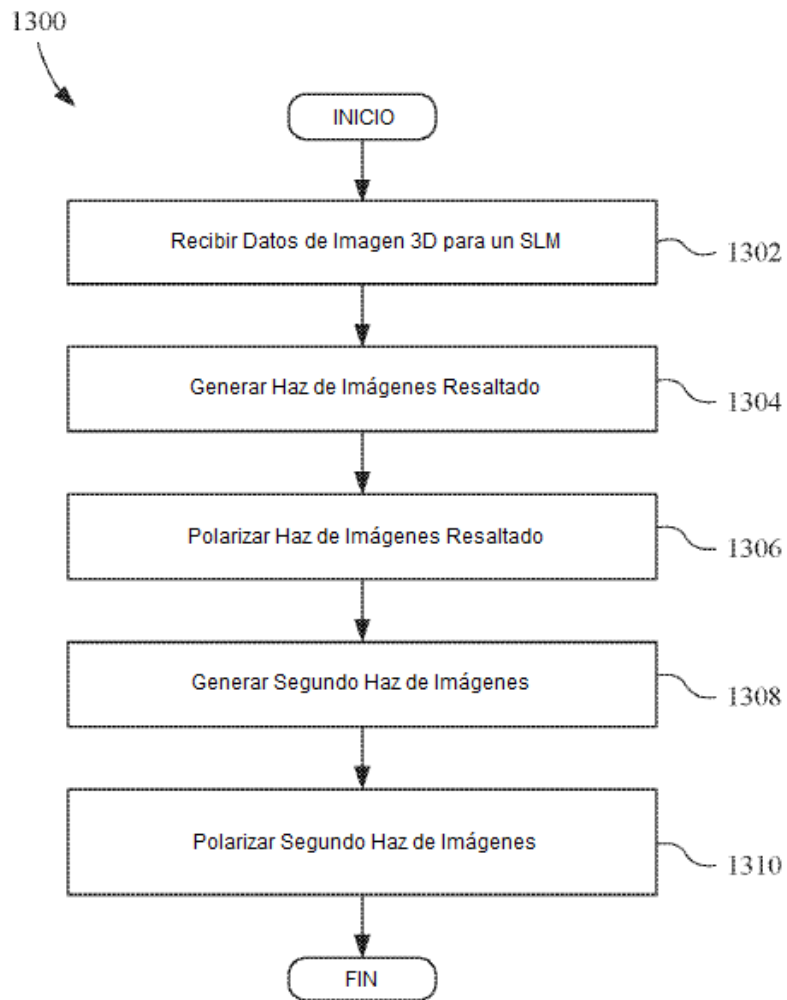 1300
INICIO
Recibir Datos de Imagen 3D para un SLM
1302
Generar Haz de Imágenes Resaltado
1304
Polarizar Haz de Imágenes Resaltado
1306
Generar Segundo Haz de Imágenes
1308
Polarizar Segundo Haz de Imágenes
1310
FIN